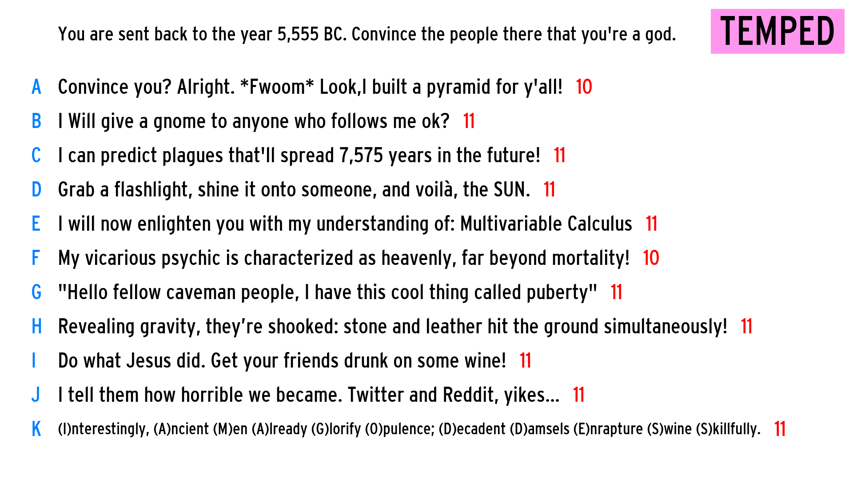 You are sent back to the year 5,555 BC. Convince the people there that you're a god.
TEMPED
A Convince you? Alright. *Fwoom* Look,I built a pyramid for y'all! 10
B I Will give a gnome to anyone who follows me ok? 11
C I can predict plagues that'll spread 7,575 years in the future! 11
D Grab a flashlight, shine it onto someone, and voilà, the SUN. 11
E I will now enlighten you with my understanding of: Multivariable Calculus 11
F My vicarious psychic is characterized as heavenly, far beyond mortality! 10
G "Hello fellow caveman people, I have this cool thing called puberty" 11
H Revealing gravity, they’re shooked: stone and leather hit the ground simultaneously! 11
I Do what Jesus did. Get your friends drunk on some wine! 11
J I tell them how horrible we became. Twitter and Reddit, yikes... 11
K (I)nterestingly, (A)ncient (M)en (A)lready (G)lorify (O)pulence; (D)ecadent (D)amsels (E)nrapture (S)wine (S)killfully. 11